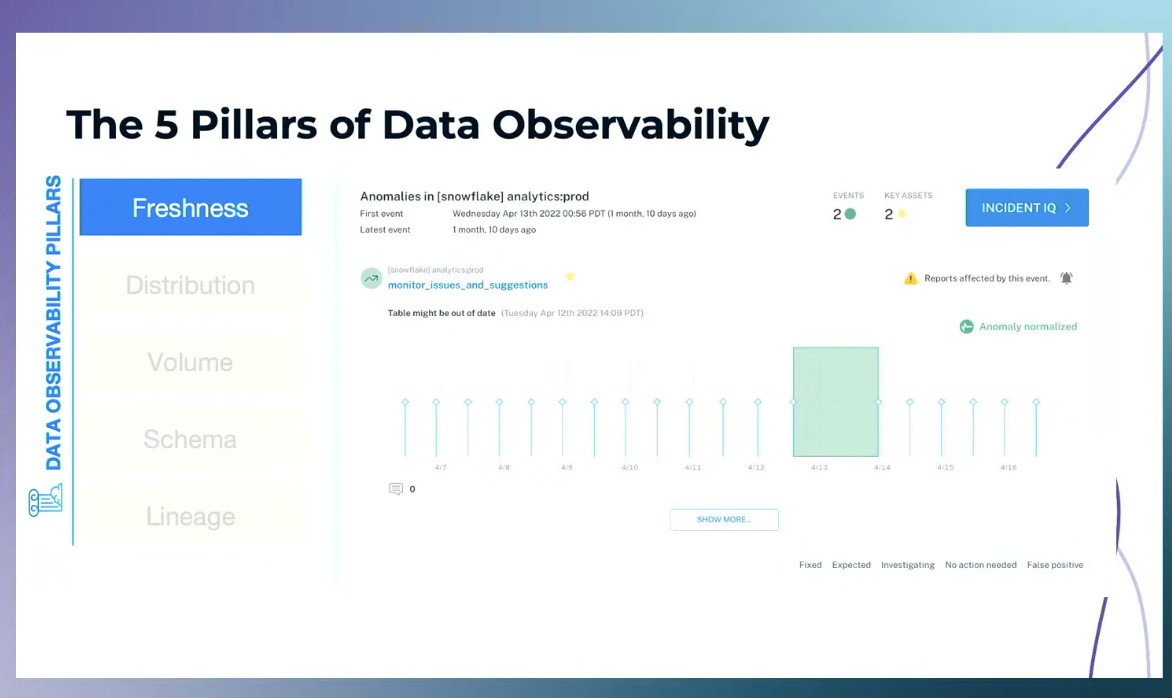 The 5 Pillars of Data Observability
DATA OBSERVABILITY PILLARS
Freshness
Distribution
Volume
Schema
Lineage
Anomalies in [snowflake] analytics:prod
First event Wednesday Apr 13th 2022 00:56 PDT (1 month, 10 days ago)
Latest event 1 month, 10 days ago
EVENTS KEY ASSETS
2 2
INCIDENT IQ
[snowflake] analytics:prod
monitor_issues_and_suggestions
Reports affected by this event.
Table might be out of date (Tuesday Apr 12th 2022 14:09 PDT)
Anomaly normalized
4/7 4/8 4/9 4/10 4/11 4/12 4/13 4/14 4/15 4/16
0
SHOW MORE...
Fixed Expected Investigating No action needed False positive